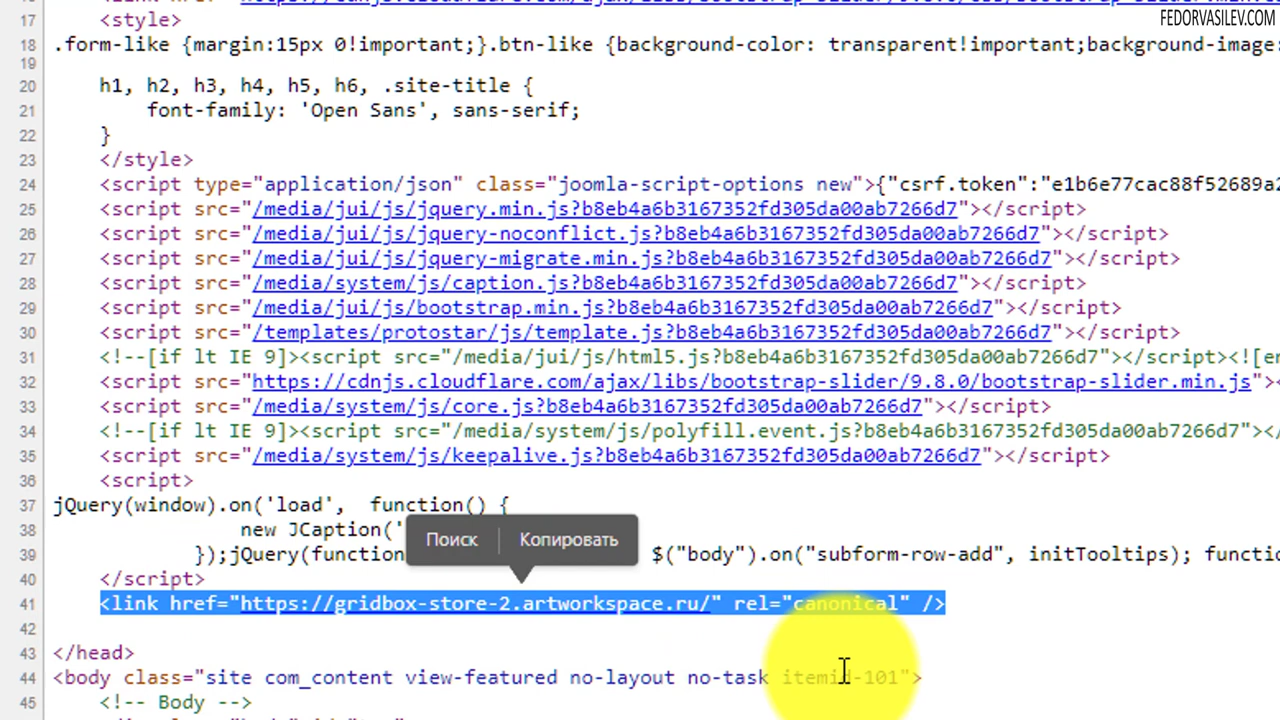 FEDORVASILEV.COM
17 <style>
18 .form-like {margin:15px 0!important;}.btn-like {background-color: transparent!important;background-image:
19
20 h1, h2, h3, h4, h5, h6, .site-title {
21 font-family: 'Open Sans', sans-serif;
22 }
23 </style>
24 <script type="application/json" class="joomla-script-options new">{"csrf.token":"e1b6e77cac88f52689a2
25 <script src="/media/jui/js/jquery.min.js?b8eb4a6b3167352fd305da00ab7266d7"></script>
26 <script src="/media/jui/js/jquery-noconflict.js?b8eb4a6b3167352fd305da00ab7266d7"></script>
27 <script src="/media/jui/js/jquery-migrate.min.js?b8eb4a6b3167352fd305da00ab7266d7"></script>
28 <script src="/media/system/js/caption.js?b8eb4a6b3167352fd305da00ab7266d7"></script>
29 <script src="/media/jui/js/bootstrap.min.js?b8eb4a6b3167352fd305da00ab7266d7"></script>
30 <script src="/templates/protostar/js/template.js?b8eb4a6b3167352fd305da00ab7266d7"></script>
31 <!--[if lt IE 9]><script src="/media/jui/js/html5.js?b8eb4a6b3167352fd305da00ab7266d7"></script><![en
32 <script src="https://cdnjs.cloudflare.com/ajax/libs/bootstrap-slider/9.8.0/bootstrap-slider.min.js"><
33 <script src="/media/system/js/core.js?b8eb4a6b3167352fd305da00ab7266d7"></script>
34 <!--[if lt IE 9]><script src="/media/system/js/polyfill.event.js?b8eb4a6b3167352fd305da00ab7266d7"></
35 <script src="/media/system/js/keepalive.js?b8eb4a6b3167352fd305da00ab7266d7"></script>
36 <script>
37 jQuery(window).on('load', function() {
38 new JCaption('
Поиск Копировать
39 });jQuery(function $("body").on("subform-row-add", initTooltips); functio
40 </script>
41 <link href="https://gridbox-store-2.artworkspace.ru/" rel="canonical" />
42
43 </head>
44 <body class="site com_content view-featured no-layout no-task itemid-101">
45 <!-- Body -->